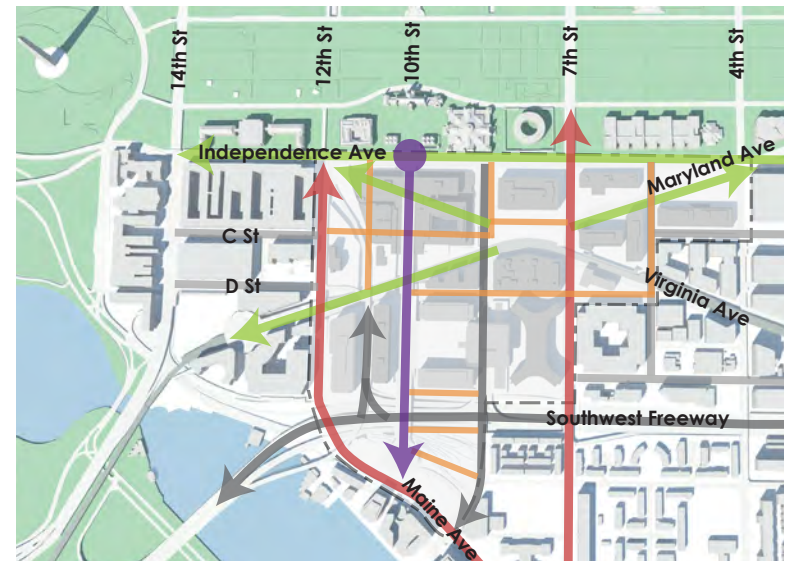 14th St
12th St
10th St
7th St
4th St
Independence Ave
Maryland Ave
C St
D St
Virginia Ave
Southwest Freeway
Maine Ave